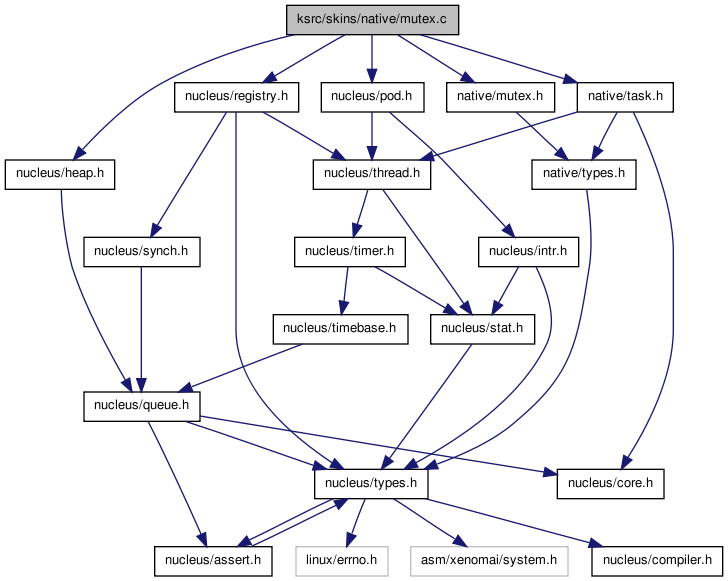 ksrc/skins/native/mutex.c
nucleus/registry.h
nucleus/pod.h
native/mutex.h
native/task.h
nucleus/heap.h
nucleus/thread.h
native/types.h
nucleus/synch.h
nucleus/timer.h
nucleus/intr.h
nucleus/timebase.h
nucleus/stat.h
nucleus/queue.h
nucleus/types.h
nucleus/core.h
nucleus/assert.h
linux/errno.h
asm/xenomai/system.h
nucleus/compiler.h